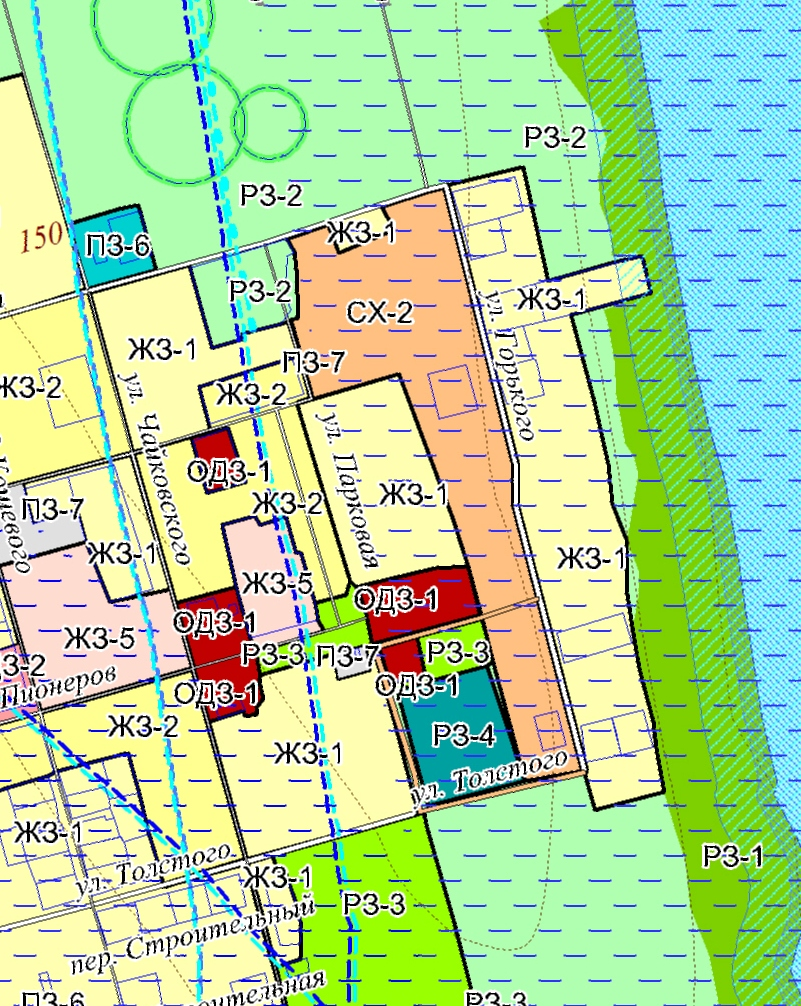 РЗ-2
РЗ-2
ЖЗ-1
150
ПЗ-6
РЗ-2
ЖЗ-1
СХ-2
ул. Горького
ЖЗ-1
ПЗ-7
ЖЗ-2
ЖЗ-2
ул. Чайковского
ул. Парковая
ОДЗ-1
ЖЗ-1
ЖЗ-2
ПЗ-7
ЖЗ-1
ЖЗ-1
ЖЗ-5
ОДЗ-1
ОДЗ-1
ЖЗ-5
РЗ-3
ПЗ-7
РЗ-3
Пионеров
ОДЗ-1
ОДЗ-1
ЖЗ-2
РЗ-4
ЖЗ-1
ул. Толстого
ЖЗ-1
РЗ-1
ул. Толстого
ЖЗ-1
РЗ-3
пер. Строительный
ПЗ-6
РЗ-3